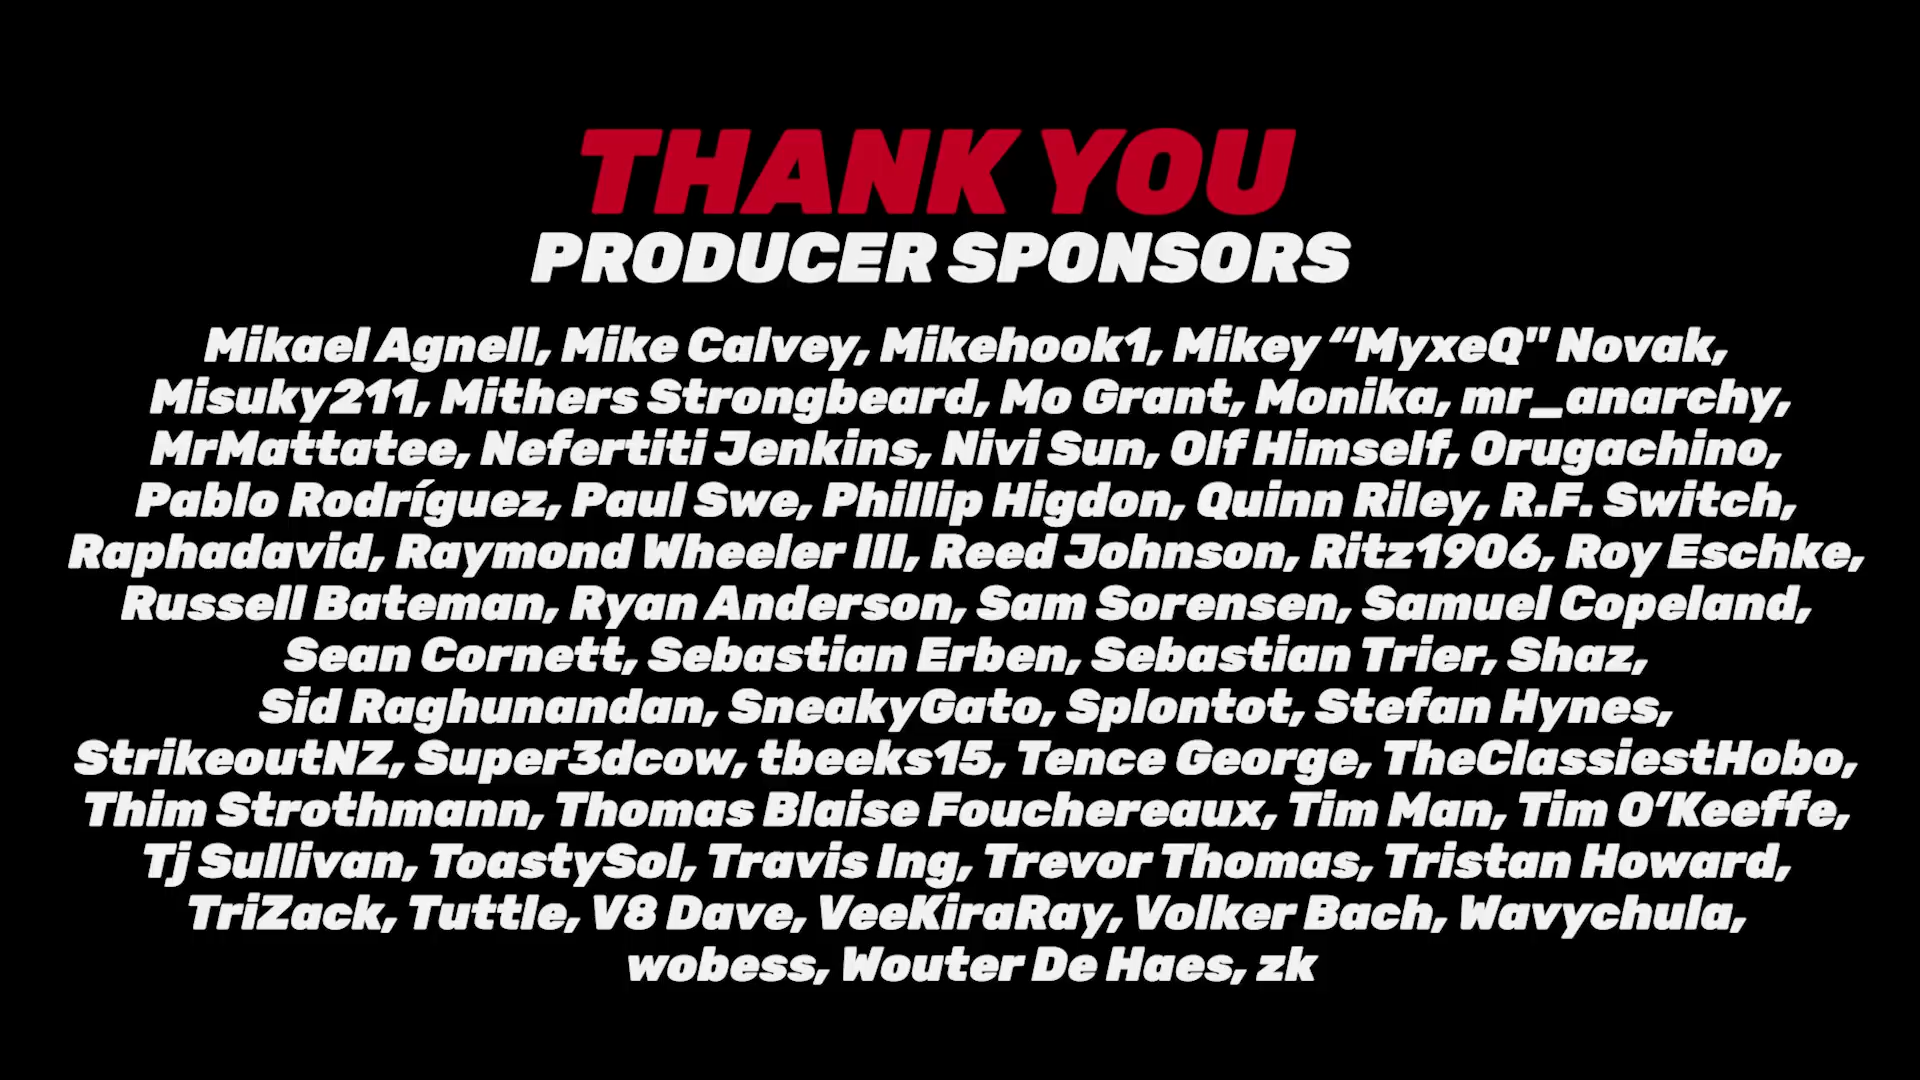 THANK YOU
PRODUCER SPONSORS
Mikael Agnell, Mike Calvey, Mikehook1, Mikey “MyxeQ" Novak,
Misuky211, Mithers Strongbeard, Mo Grant, Monika, mr_anarchy,
MrMattatee, Nefertiti Jenkins, Nivi Sun, Olf Himself, Orugachino,
Pablo Rodríguez, Paul Swe, Phillip Higdon, Quinn Riley, R.F. Switch,
Raphadavid, Raymond Wheeler III, Reed Johnson, Ritz1906, Roy Eschke,
Russell Bateman, Ryan Anderson, Sam Sorensen, Samuel Copeland,
Sean Cornett, Sebastian Erben, Sebastian Trier, Shaz,
Sid Raghunandan, SneakyGato, Splontot, Stefan Hynes,
StrikeoutNZ, Super3dcow, tbeeks15, Tence George, TheClassiestHobo,
Thim Strothmann, Thomas Blaise Fouchereaux, Tim Man, Tim O’Keeffe,
Tj Sullivan, ToastySol, Travis Ing, Trevor Thomas, Tristan Howard,
TriZack, Tuttle, V8 Dave, VeeKiraRay, Volker Bach, Wavychula,
wobess, Wouter De Haes, zk